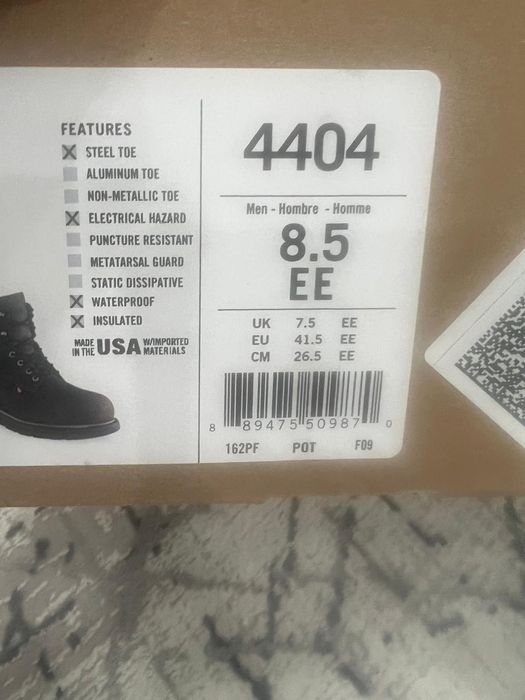 FEATURES
STEEL TOE
ALUMINUM TOE
NON-METALLIC TOE
ELECTRICAL HAZARD
PUNCTURE RESISTANT
METATARSAL GUARD
STATIC DISSIPATIVE
WATERPROOF
INSULATED
MADE IN THE USA W/IMPORTED MATERIALS
4404
Men - Hombre - Homme
8.5
EE
UK 7.5 EE
EU 41.5 EE
CM 26.5 EE
8 89475 50987 0
162PF POT F09